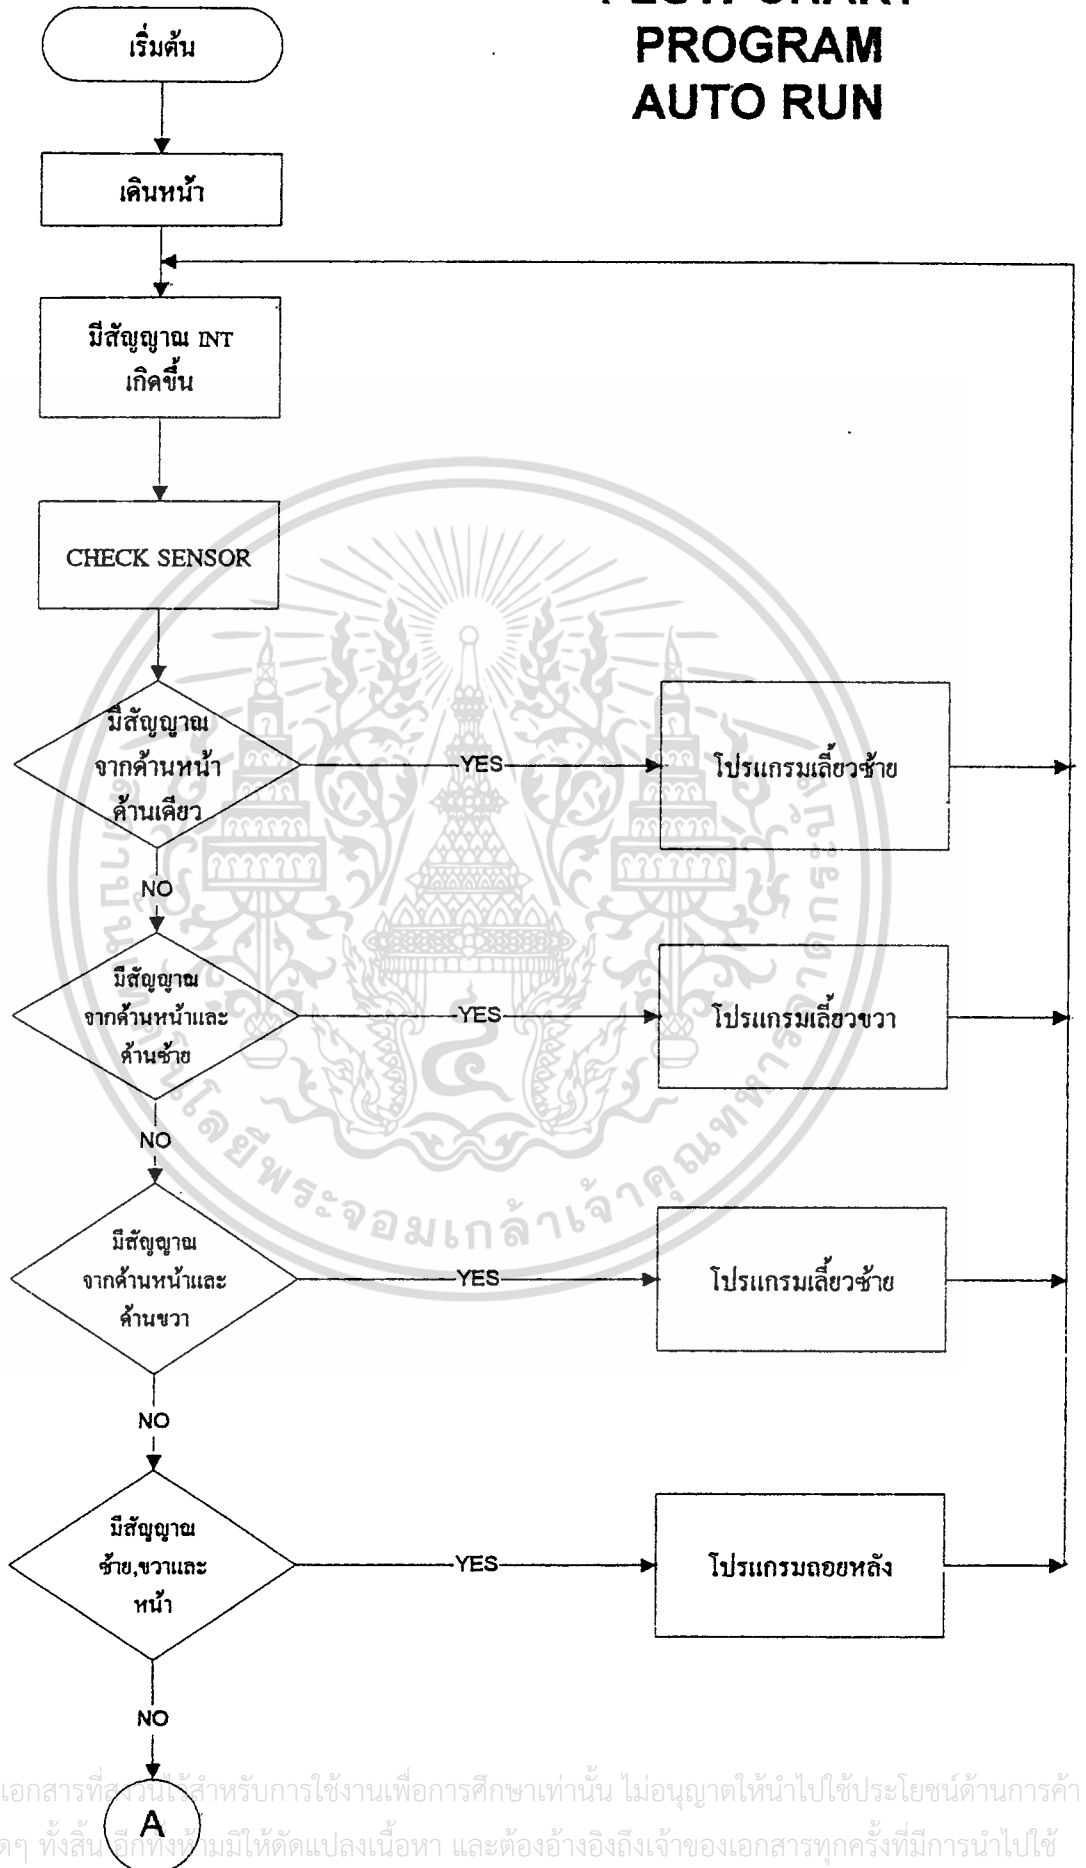 FLOW CHART
PROGRAM
AUTO RUN
เริ่มต้น
เดินหน้า
มีสัญญาณ INT
เกิดขึ้น
CHECK SENSOR
มีสัญญาณ
จากด้านหน้า
ด้านเดียว
YES
โปรแกรมเลี้ยวซ้าย
NO
มีสัญญาณ
จากด้านหน้าและ
ด้านซ้าย
YES
โปรแกรมเลี้ยวขวา
NO
มีสัญญาณ
จากด้านหน้าและ
ด้านขวา
YES
โปรแกรมเลี้ยวซ้าย
NO
มีสัญญาณ
ซ้าย,ขวาและ
หน้า
YES
โปรแกรมถอยหลัง
NO
A
เอกสารที่สงวนไว้สำหรับการใช้งานเพื่อการศึกษาเท่านั้น ไม่อนุญาตให้นำไปใช้ประโยชน์ด้านการค้า
ทั้งสิ้น อีกทั้งห้ามมิให้ดัดแปลงเนื้อหา และต้องอ้างอิงถึงเจ้าของเอกสารทุกครั้งที่มีการนำไปใช้